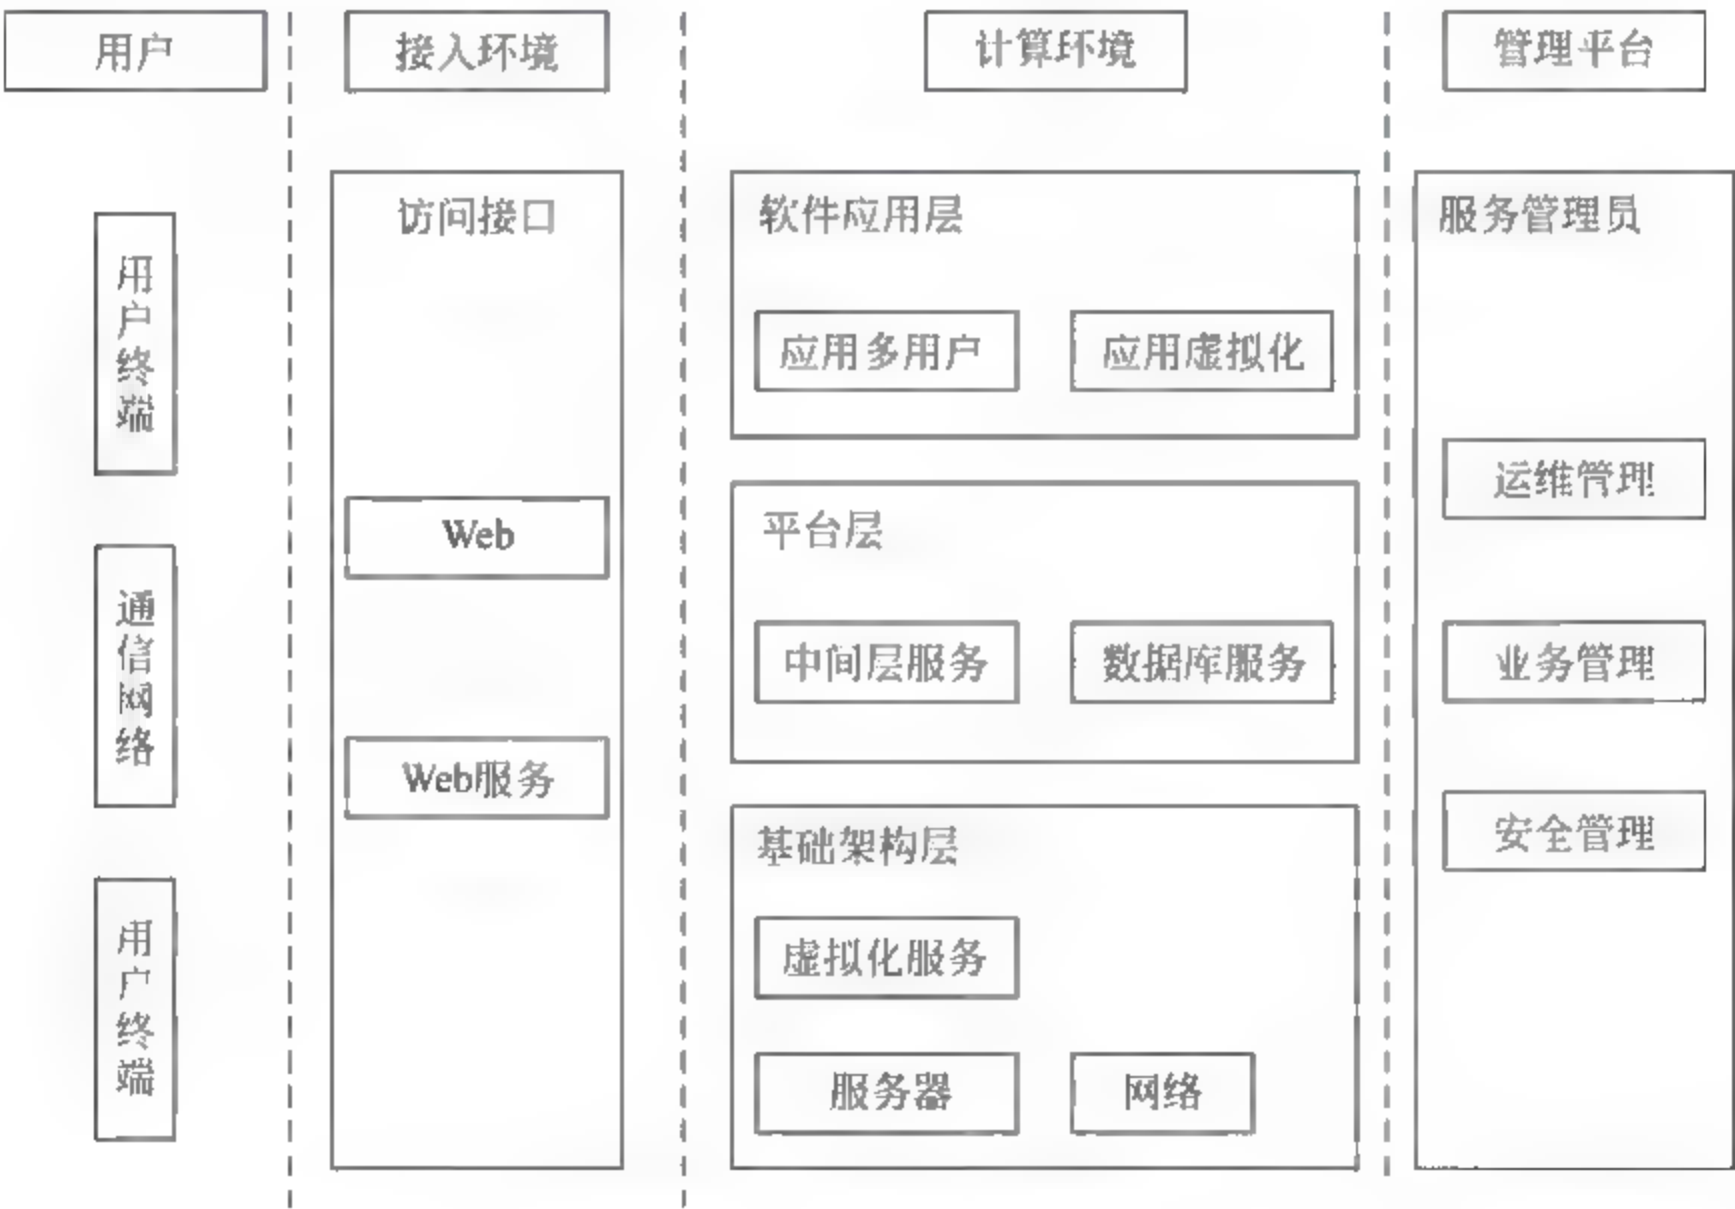 用户
接入环境
计算环境
管理平台
用户终端
通信网络
用户终端
访问接口
Web
Web服务
软件应用层
应用多用户
应用虚拟化
平台层
中间层服务
数据库服务
基础架构层
虚拟化服务
服务器
网络
服务管理员
运维管理
业务管理
安全管理